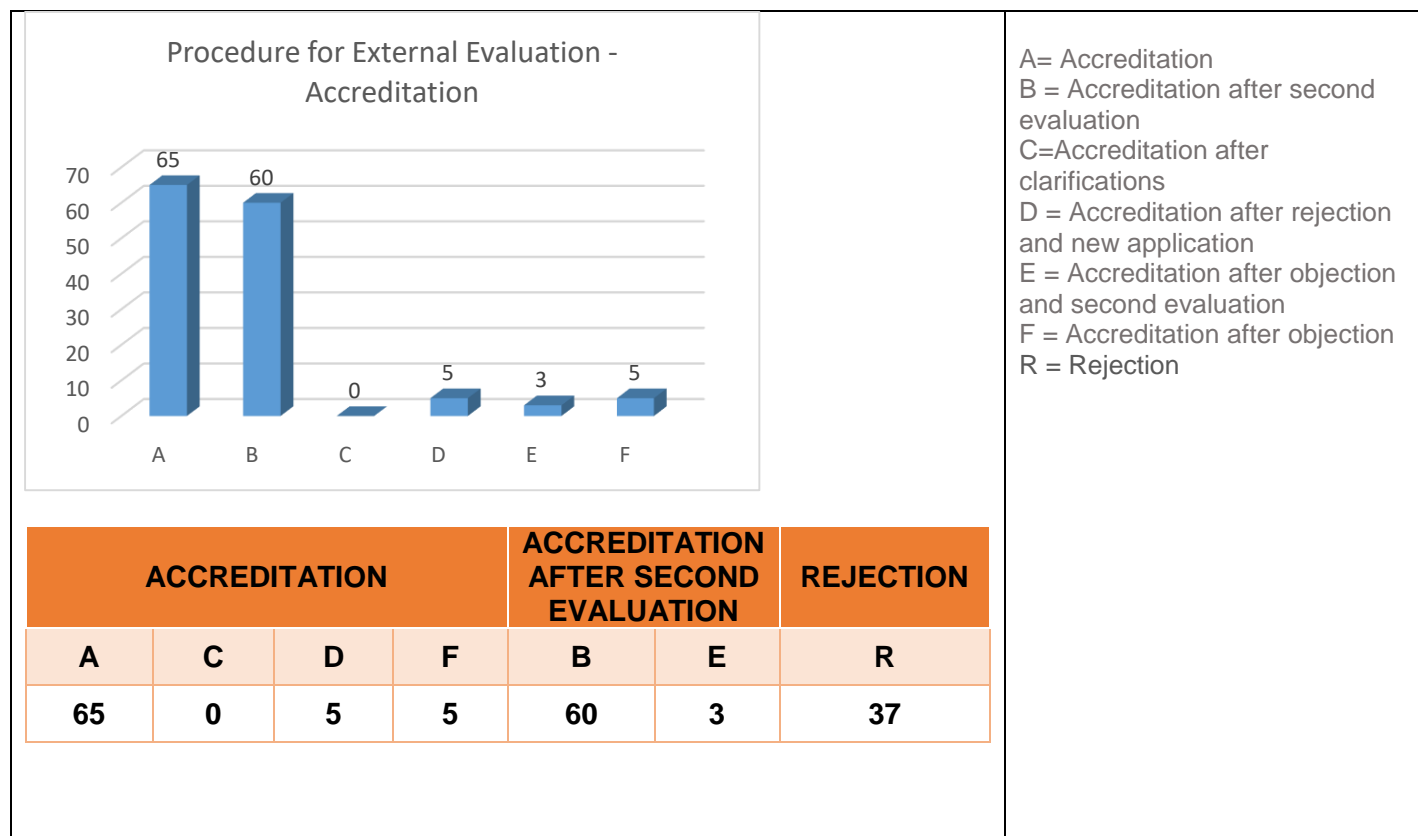 Procedure for External Evaluation -
Accreditation
70
60
50
40
30
20
10
0
65
60
0
5
3
5
A B C D E F
ACCREDITATION
ACCREDITATION
AFTER SECOND
EVALUATION
REJECTION
A C D F B E R
65 0 5 5 60 3 37
A= Accreditation
B = Accreditation after second
evaluation
C=Accreditation after
clarifications
D = Accreditation after rejection
and new application
E = Accreditation after objection
and second evaluation
F = Accreditation after objection
R = Rejection